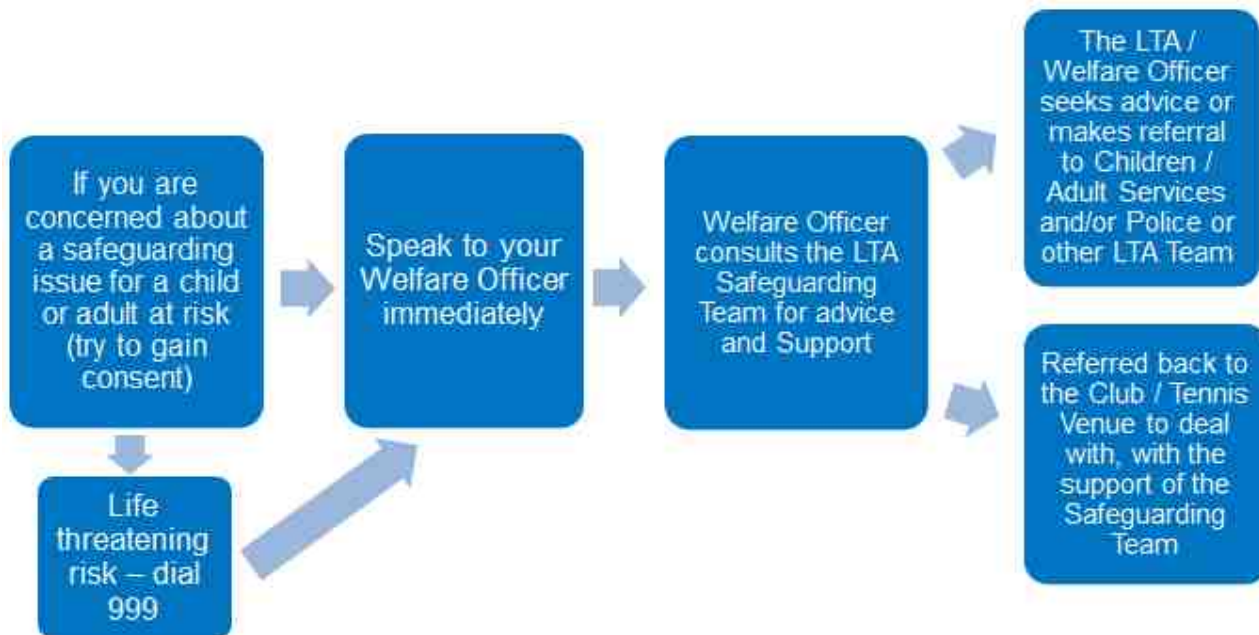 If you are
concerned about
a safeguarding
issue for a child
or adult at risk
(try to gain
consent)
Life
threatening
risk – dial
999
Speak to your
Welfare Officer
immediately
Welfare Officer
consults the LTA
Safeguarding
Team for advice
and Support
The LTA /
Welfare Officer
seeks advice or
makes referral
to Children /
Adult Services
and/or Police or
other LTA Team
Referred back to
the Club / Tennis
Venue to deal
with, with the
support of the
Safeguarding
Team